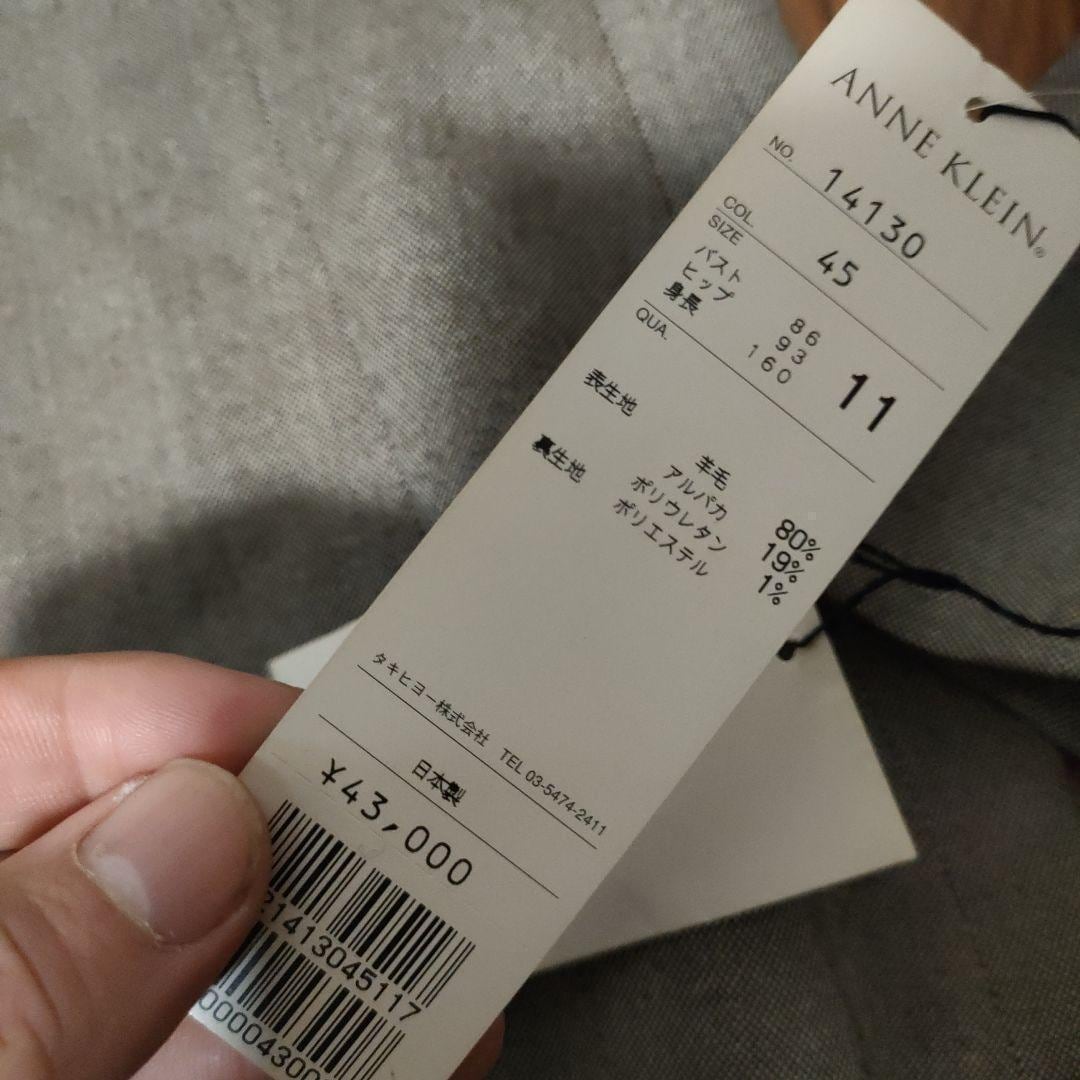 ANNE KLEIN®
NO. 14130
COL. 45
SIZE
バスト 86
ヒップ 93
身長 160
11
QUA.
表生地
羊毛 80%
アルパカ 19%
ポリウレタン 1%
裏生地 ポリエステル
タキヒヨー株式会社 TEL 03-5474-2411
日本製
¥43,000
21413045117
00004300